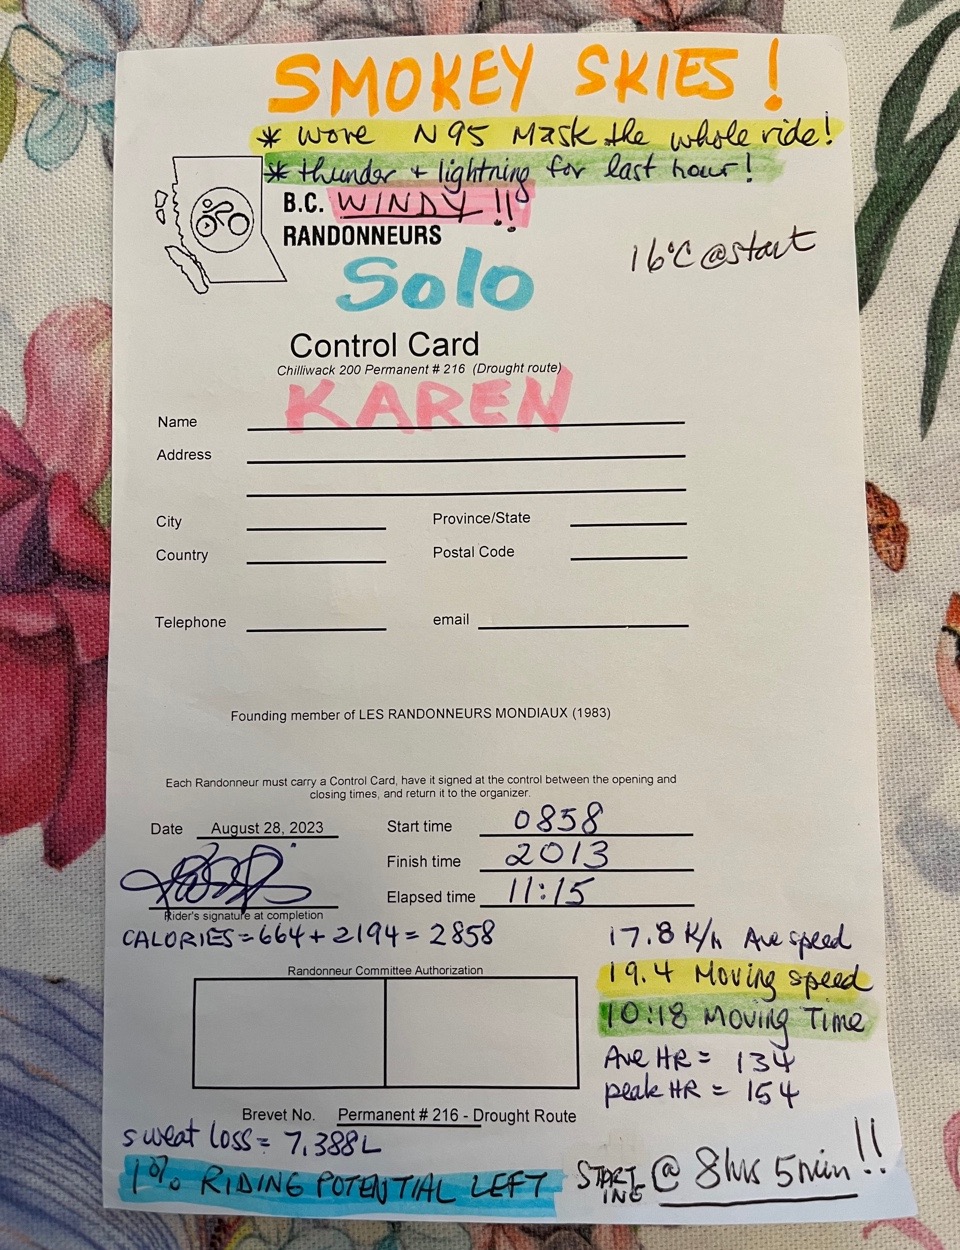 SMOKEY SKIES!
* wore N95 Mask the whole ride!
* thunder + lightning for last hour!
B.C. WINDY!!
RANDONNEURS
16°C @start
Solo
Control Card
Chilliwack 200 Permanent # 216 (Drought route)
KAREN
Name
Address
City Province/State
Country Postal Code
Telephone email
Founding member of LES RANDONNEURS MONDIAUX (1983)
Each Randonneur must carry a Control Card, have it signed at the control between the opening and
closing times, and return it to the organizer.
Date August 28, 2023 Start time 0858
Finish time 2013
Elapsed time 11:15
Rider's signature at completion
CALORIES = 664 + 2194 = 2858
17.8 K/h Ave speed
Randonneur Committee Authorization
19.4 Moving speed
10:18 MOVING TIME
Ave HR = 134
peak HR = 154
Brevet No. Permanent # 216 - Drought Route
sweat loss = 7.388L
1% RIDING POTENTIAL LEFT START ING @ 8hrs 5min!!